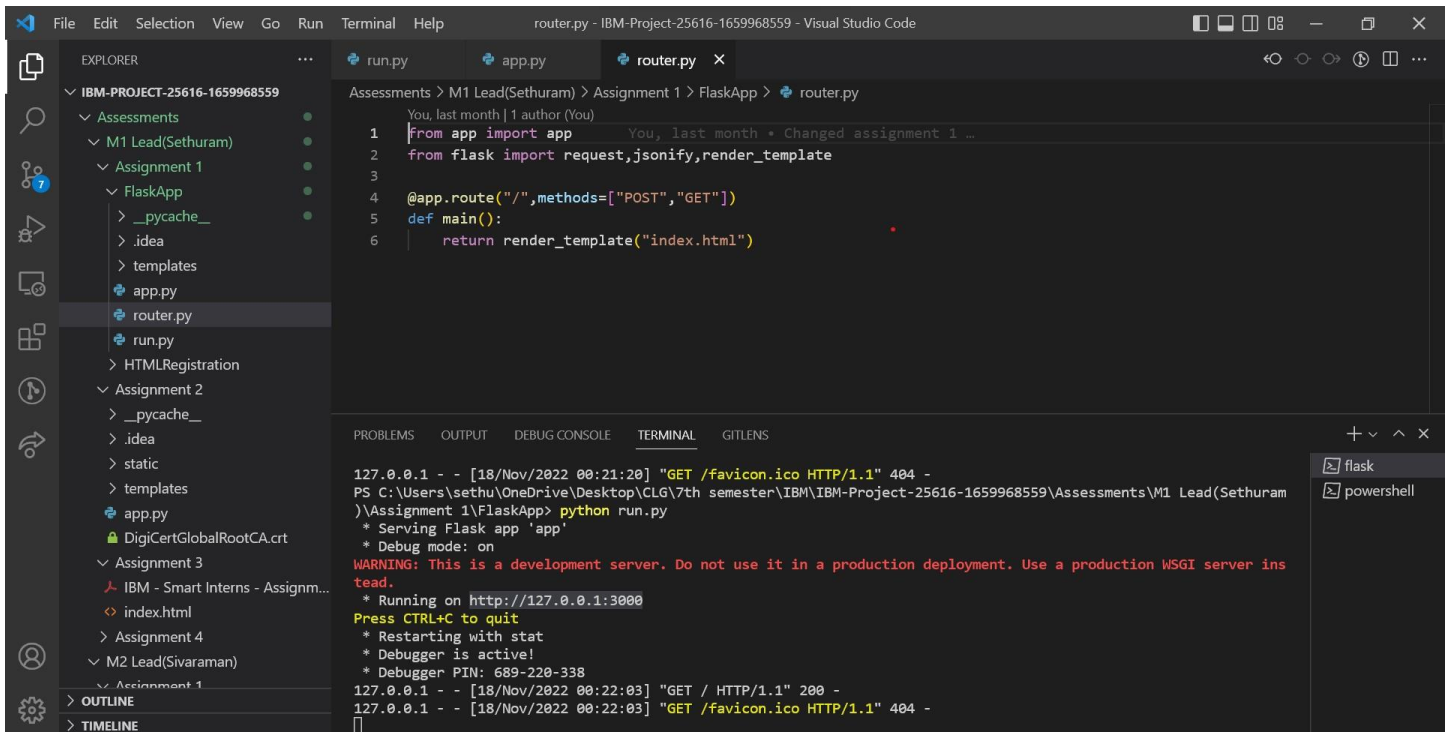 File Edit Selection View Go Run Terminal Help router.py - IBM-Project-25616-1659968559 - Visual Studio Code
EXPLORER
IBM-PROJECT-25616-1659968559
Assessments
M1 Lead(Sethuram)
Assignment 1
FlaskApp
__pycache__
.idea
templates
app.py
router.py
run.py
HTMLRegistration
Assignment 2
__pycache__
.idea
static
templates
app.py
DigiCertGlobalRootCA.crt
Assignment 3
IBM - Smart Interns - Assignm...
index.html
Assignment 4
M2 Lead(Sivaraman)
Assignment 1
OUTLINE
TIMELINE
7
run.py app.py router.py
Assessments > M1 Lead(Sethuram) > Assignment 1 > FlaskApp > router.py
You, last month | 1 author (You)
1 from app import app You, last month • Changed assignment 1 …
2 from flask import request,jsonify,render_template
3
4 @app.route("/",methods=["POST","GET"])
5 def main():
6 return render_template("index.html")
PROBLEMS OUTPUT DEBUG CONSOLE TERMINAL GITLENS
127.0.0.1 - - [18/Nov/2022 00:21:20] "GET /favicon.ico HTTP/1.1" 404 -
PS C:\Users\sethu\OneDrive\Desktop\CLG\7th semester\IBM\IBM-Project-25616-1659968559\Assessments\M1 Lead(Sethuram
)\Assignment 1\FlaskApp> python run.py
* Serving Flask app 'app'
* Debug mode: on
WARNING: This is a development server. Do not use it in a production deployment. Use a production WSGI server ins
tead.
* Running on http://127.0.0.1:3000
Press CTRL+C to quit
* Restarting with stat
* Debugger is active!
* Debugger PIN: 689-220-338
127.0.0.1 - - [18/Nov/2022 00:22:03] "GET / HTTP/1.1" 200 -
127.0.0.1 - - [18/Nov/2022 00:22:03] "GET /favicon.ico HTTP/1.1" 404 -
flask
powershell